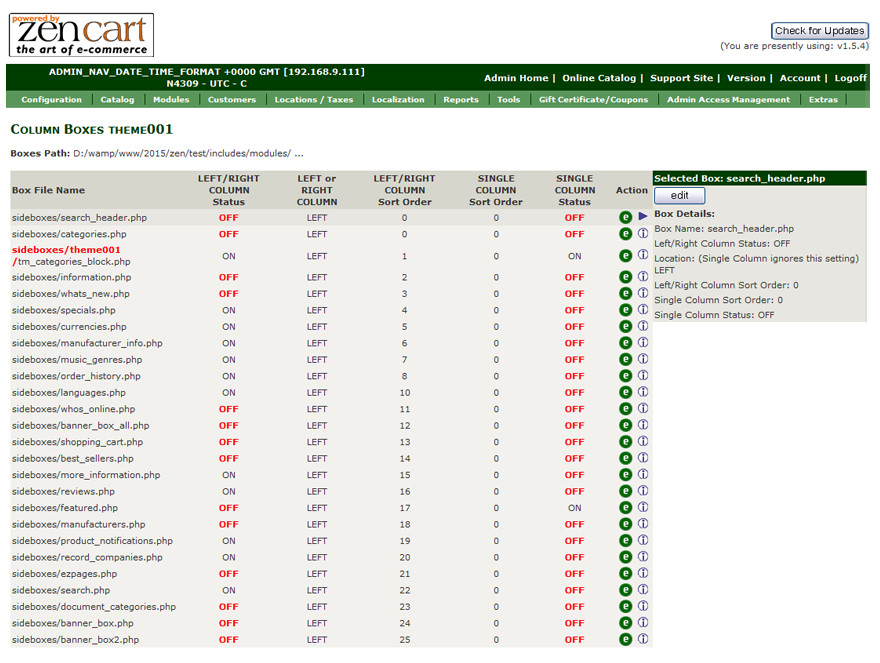 powered by
zen cart
the art of e-commerce
Check for Updates
(You are presently using: v1.5.4)
ADMIN_NAV_DATE_TIME_FORMAT +0000 GMT [192.168.9.111]
N4309 - UTC - C
Admin Home | Online Catalog | Support Site | Version | Account | Logoff
Configuration Catalog Modules Customers Locations / Taxes Localization Reports Tools Gift Certificate/Coupons Admin Access Management Extras
COLUMN BOXES THEME001
Boxes Path: D:/wamp/www/2015/zen/test/includes/modules/ ...
Box File Name LEFT/RIGHT COLUMN Status LEFT or RIGHT COLUMN LEFT/RIGHT COLUMN Sort Order SINGLE COLUMN Sort Order SINGLE COLUMN Status Action
sideboxes/search_header.php OFF LEFT 0 0 OFF e
sideboxes/categories.php OFF LEFT 0 0 OFF e i
sideboxes/theme001
/tm_categories_block.php ON LEFT 1 0 ON e i
sideboxes/information.php OFF LEFT 2 0 OFF e i
sideboxes/whats_new.php OFF LEFT 3 0 OFF e i
sideboxes/specials.php ON LEFT 4 0 OFF e i
sideboxes/currencies.php ON LEFT 5 0 OFF e i
sideboxes/manufacturer_info.php ON LEFT 6 0 OFF e i
sideboxes/music_genres.php ON LEFT 7 0 OFF e i
sideboxes/order_history.php ON LEFT 8 0 OFF e i
sideboxes/languages.php ON LEFT 10 0 OFF e i
sideboxes/whos_online.php OFF LEFT 11 0 OFF e i
sideboxes/banner_box_all.php OFF LEFT 12 0 OFF e i
sideboxes/shopping_cart.php OFF LEFT 13 0 OFF e i
sideboxes/best_sellers.php OFF LEFT 14 0 OFF e i
sideboxes/more_information.php ON LEFT 15 0 OFF e i
sideboxes/reviews.php ON LEFT 16 0 OFF e i
sideboxes/featured.php OFF LEFT 17 0 ON e i
sideboxes/manufacturers.php OFF LEFT 18 0 OFF e i
sideboxes/product_notifications.php ON LEFT 19 0 OFF e i
sideboxes/record_companies.php ON LEFT 20 0 OFF e i
sideboxes/ezpages.php OFF LEFT 21 0 OFF e i
sideboxes/search.php ON LEFT 22 0 OFF e i
sideboxes/document_categories.php OFF LEFT 23 0 OFF e i
sideboxes/banner_box.php OFF LEFT 24 0 OFF e i
sideboxes/banner_box2.php OFF LEFT 25 0 OFF e i
Selected Box: search_header.php
edit
Box Details:
Box Name: search_header.php
Left/Right Column Status: OFF
Location: (Single Column ignores this setting)
LEFT
Left/Right Column Sort Order: 0
Single Column Sort Order: 0
Single Column Status: OFF